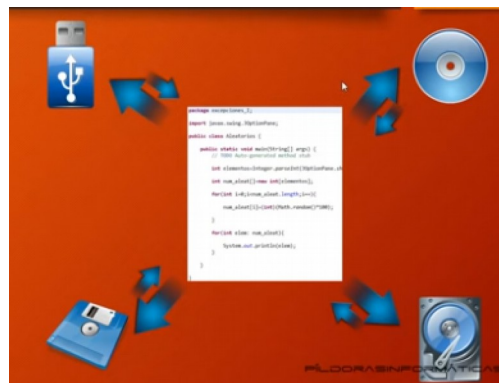 package excepciones_3;
import javax.swing.JOptionPane;
public class Aleatorios {
public static void main(String[] args) {
// TODO Auto-generated method stub
int elementos=Integer.parseInt(JOptionPane.sh
int num_aleat[]=new int[elementos];
for(int i=0;i<num_aleat.length;i++){
num_aleat[i]=(int)(Math.random()*100);
}
for(int elem: num_aleat){
System.out.println(elem);
}
}
}
PÍLDORASINFORMÁTICAS